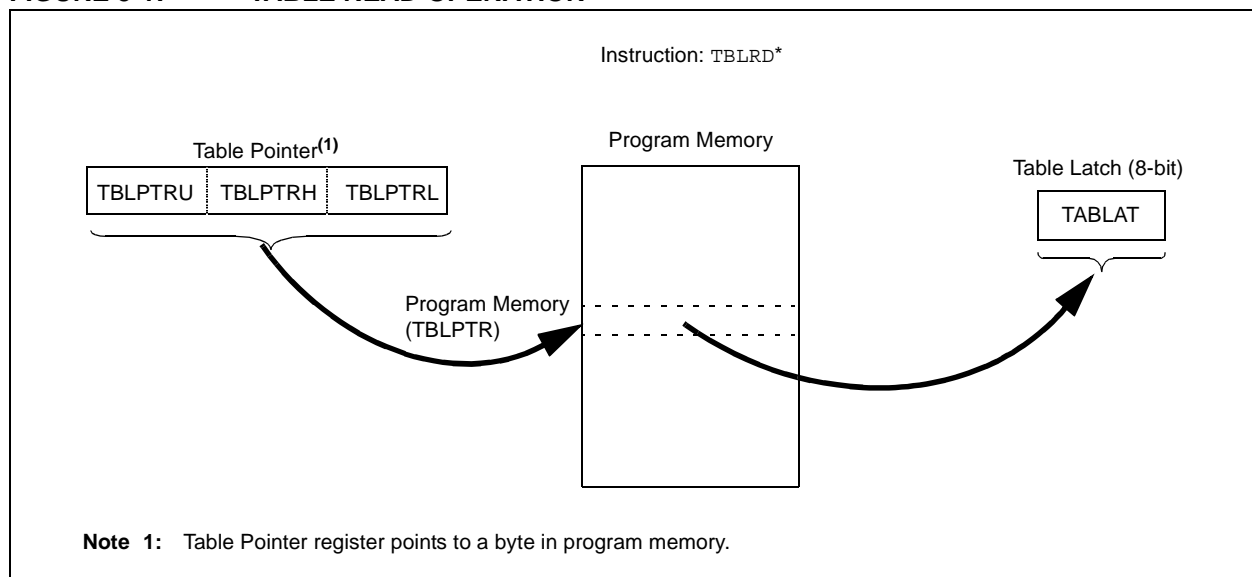 Instruction: TBLRD*
Table Pointer(1)
TBLPTRU TBLPTRH TBLPTRL
Program Memory
Table Latch (8-bit)
TABLAT
Program Memory
(TBLPTR)
Note 1: Table Pointer register points to a byte in program memory.